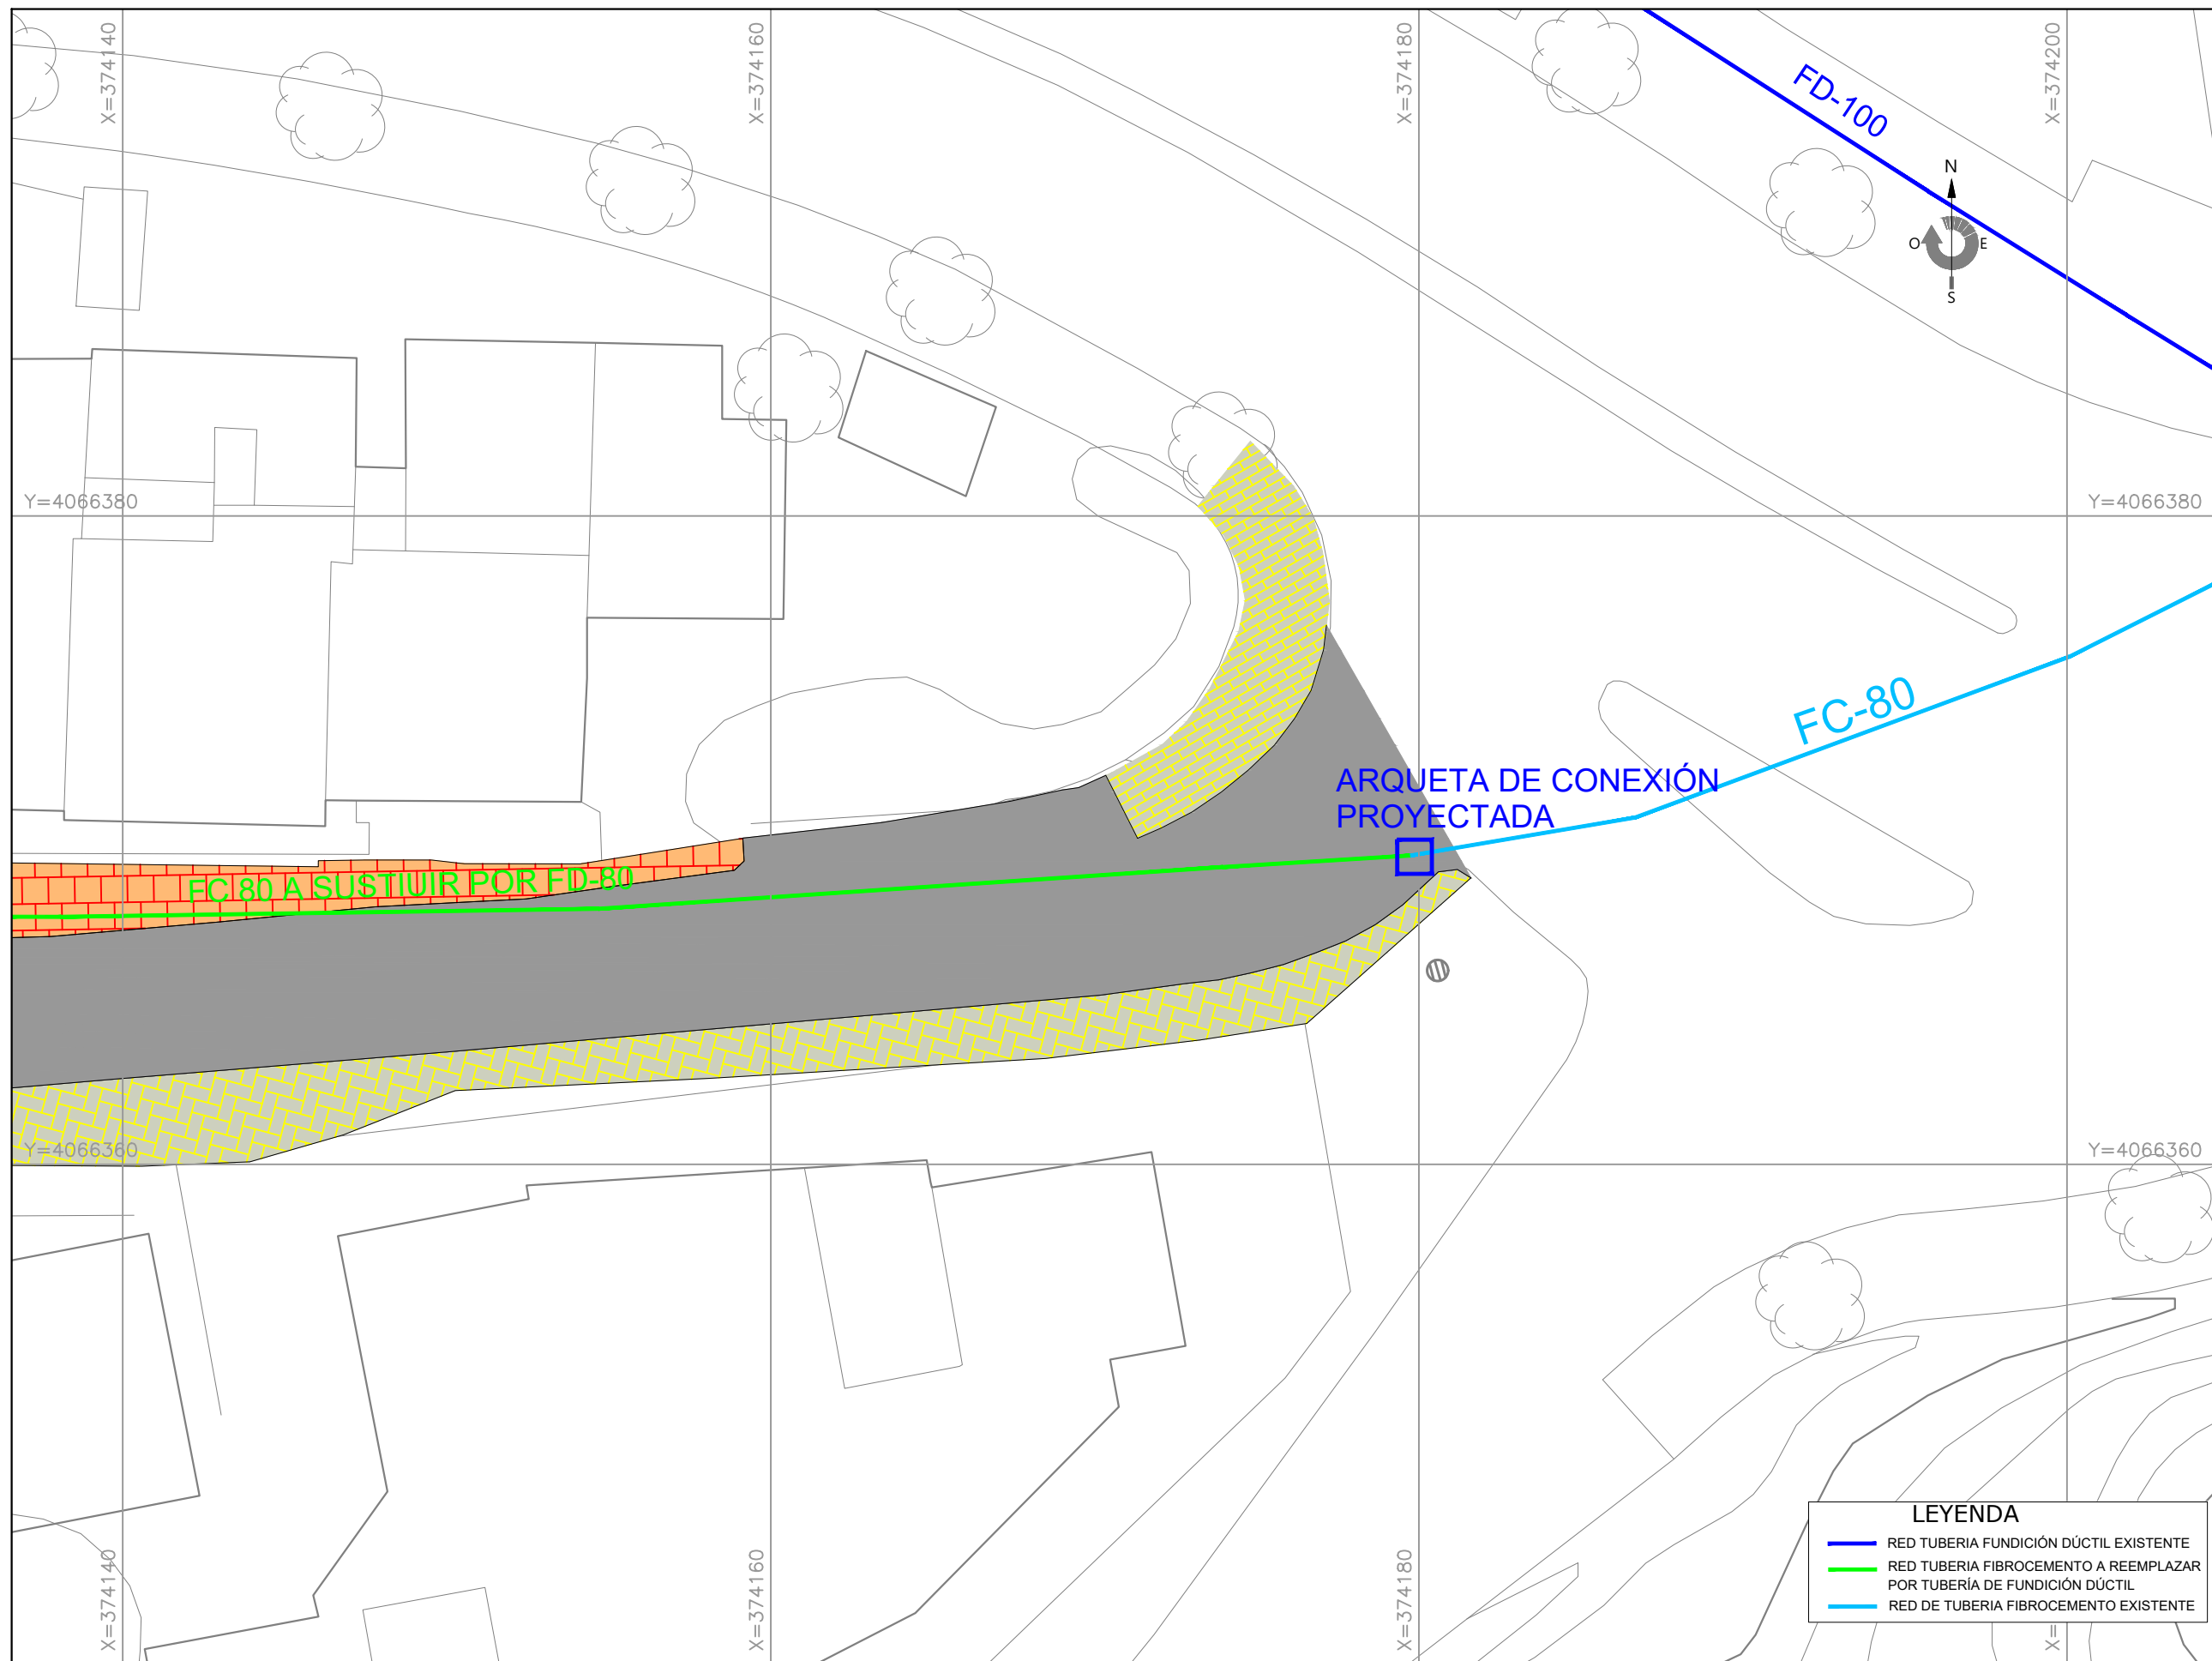 X=374140
X=374160
X=374180
X=374200
FD-100
N
O
E
S
Y=4066380
Y=4066380
FC-80
ARQUETA DE CONEXIÓN
PROYECTADA
FC 80 A SUSTIUIR POR FD-80
Y=4066360
Y=4066360
X=374140
X=374160
X=374180
X=
LEYENDA
RED TUBERIA FUNDICIÓN DÚCTIL EXISTENTE
RED TUBERIA FIBROCEMENTO A REEMPLAZAR
POR TUBERÍA DE FUNDICIÓN DÚCTIL
RED DE TUBERIA FIBROCEMENTO EXISTENTE